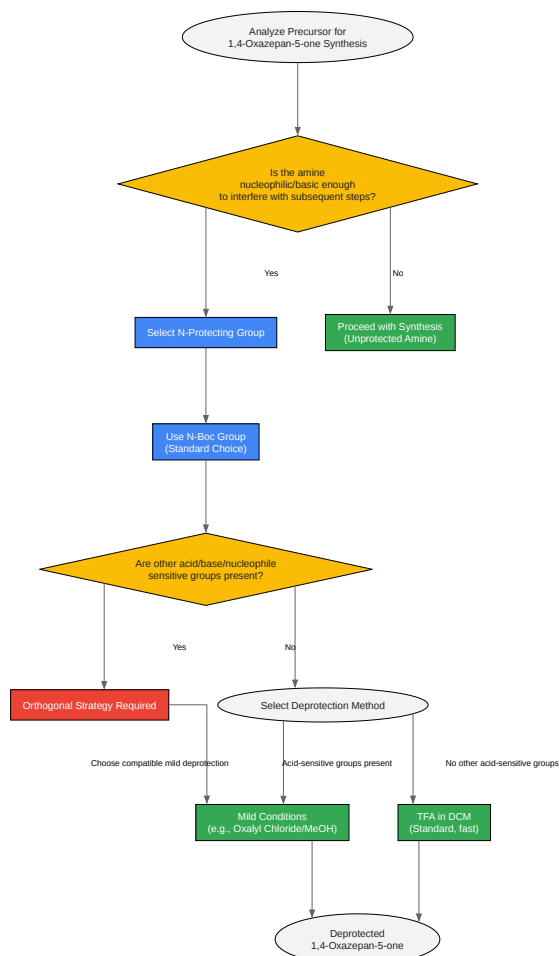 Analyze Precursor for
1,4-Oxazepan-5-one Synthesis
Is the amine
nucleophilic/basic enough
to interfere with subsequent steps?
Yes
No
Select N-Protecting Group
Proceed with Synthesis
(Unprotected Amine)
Use N-Boc Group
(Standard Choice)
Are other acid/base/nucleophile
sensitive groups present?
Yes
No
Orthogonal Strategy Required
Select Deprotection Method
Choose compatible mild deprotection
Acid-sensitive groups present
No other acid-sensitive groups
Mild Conditions
(e.g., Oxalyl Chloride/MeOH)
TFA in DCM
(Standard, fast)
Deprotected
1,4-Oxazepan-5-one